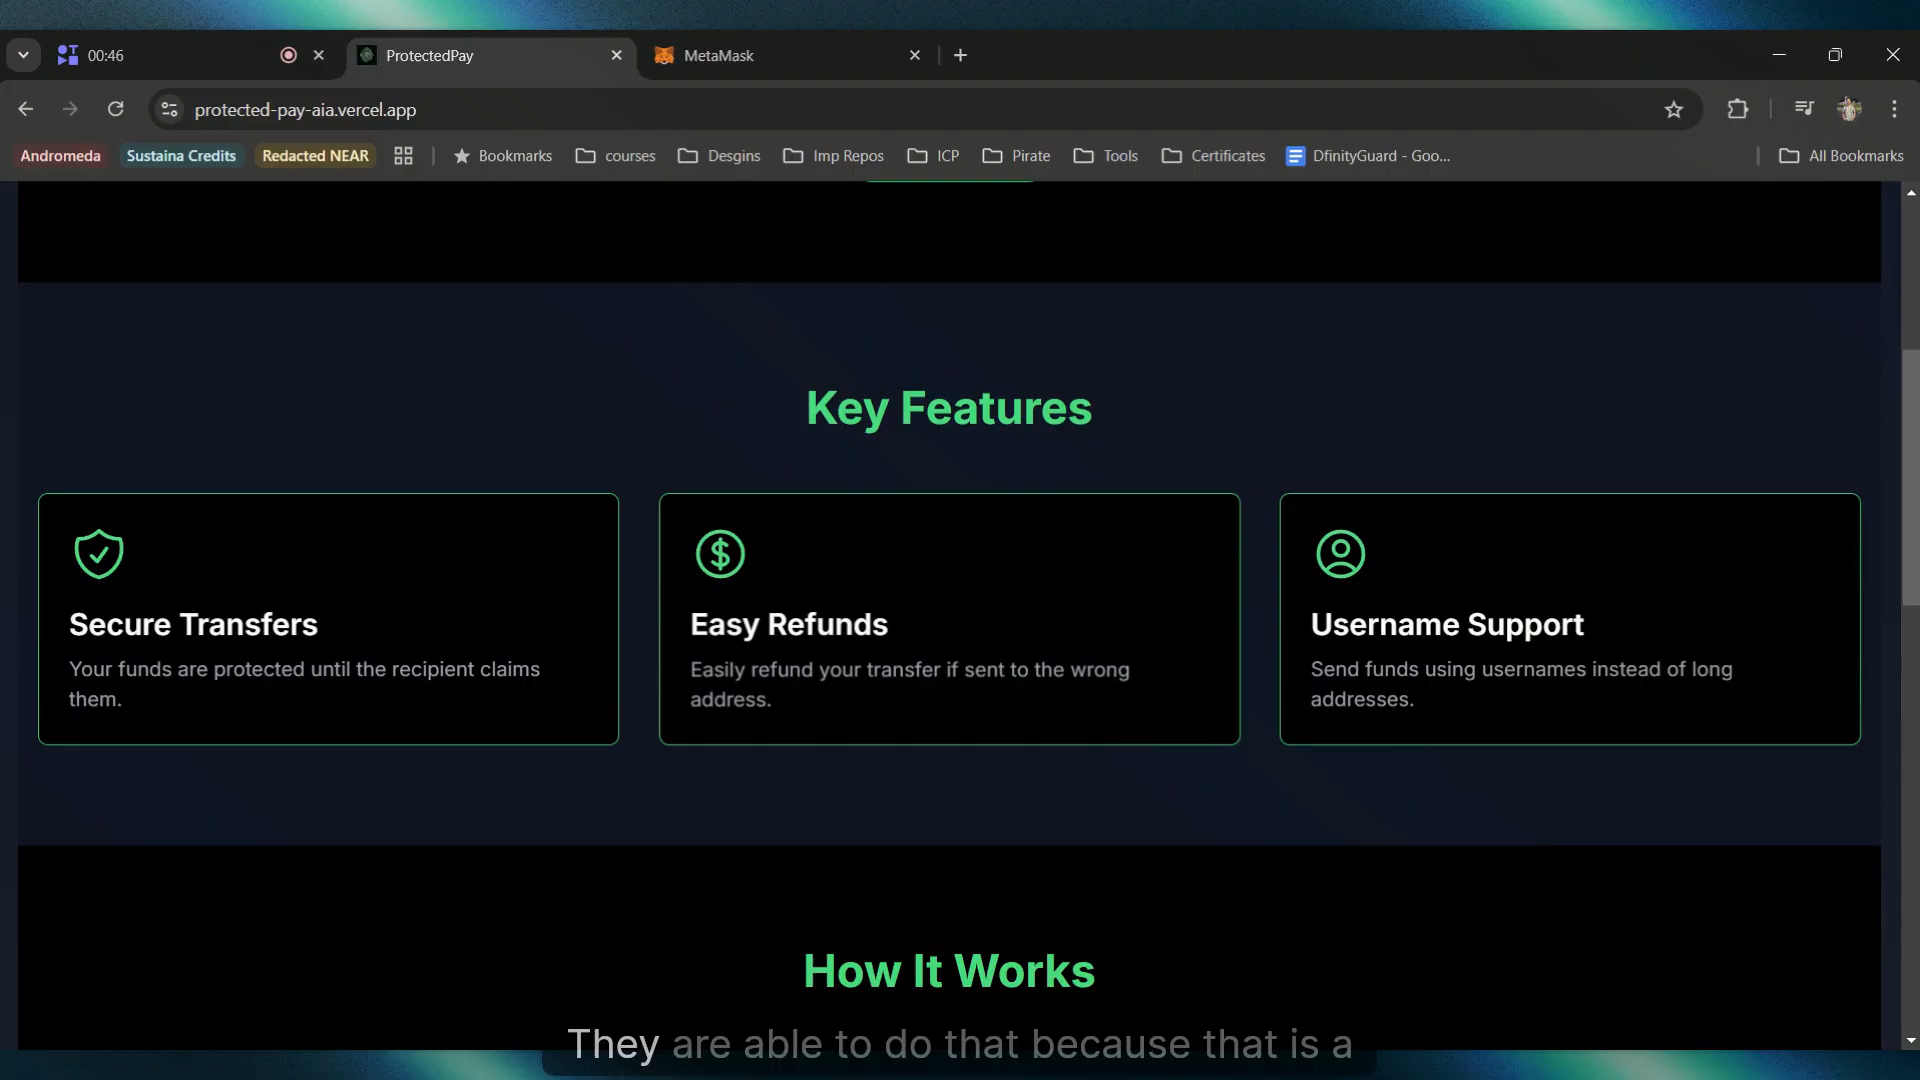 00:46
ProtectedPay
MetaMask
protected-pay-aia.vercel.app
Andromeda
Sustaina Credits
Redacted NEAR
Bookmarks
courses
Desgins
Imp Repos
ICP
Pirate
Tools
Certificates
DfinityGuard - Goo...
All Bookmarks
Key Features
Secure Transfers
Your funds are protected until the recipient claims
them.
Easy Refunds
Easily refund your transfer if sent to the wrong
address.
Username Support
Send funds using usernames instead of long
addresses.
How It Works
They are able to do that because that is a